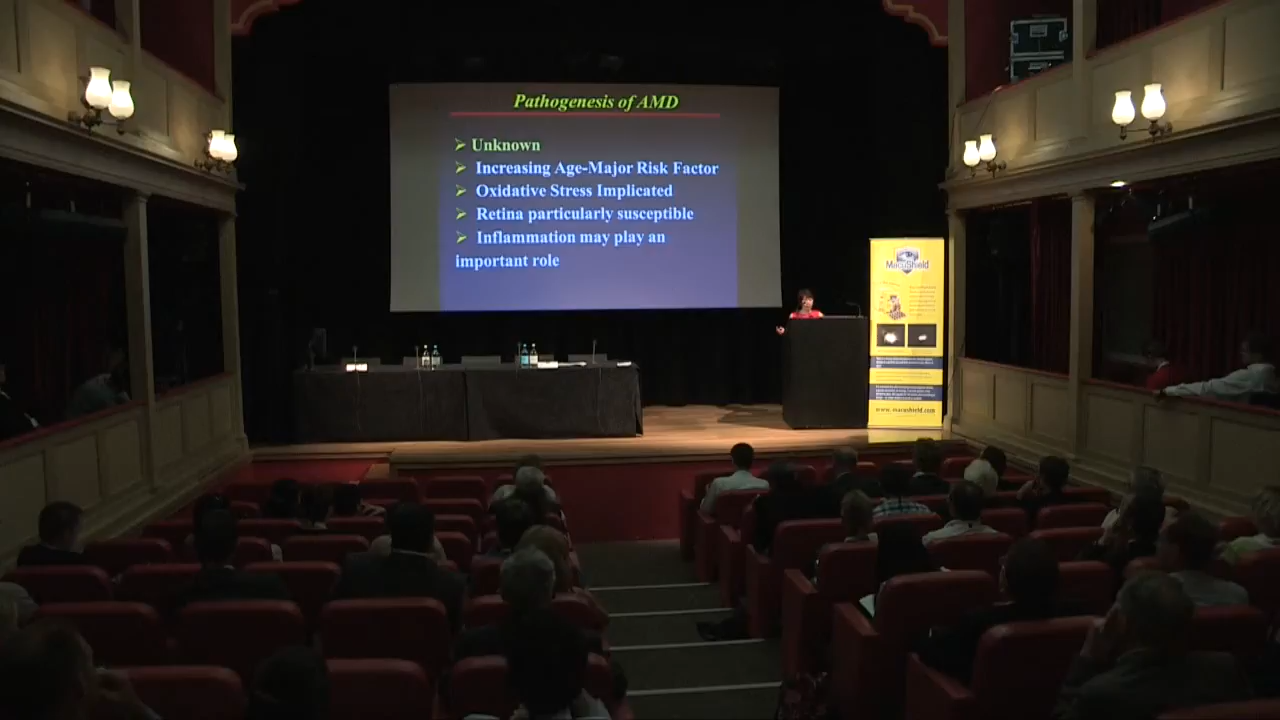 Pathogenesis of AMD
➢ Unknown
➢ Increasing Age-Major Risk Factor
➢ Oxidative Stress Implicated
➢ Retina particularly susceptible
➢ Inflammation may play an
important role
MacuShield
www.macushield.com